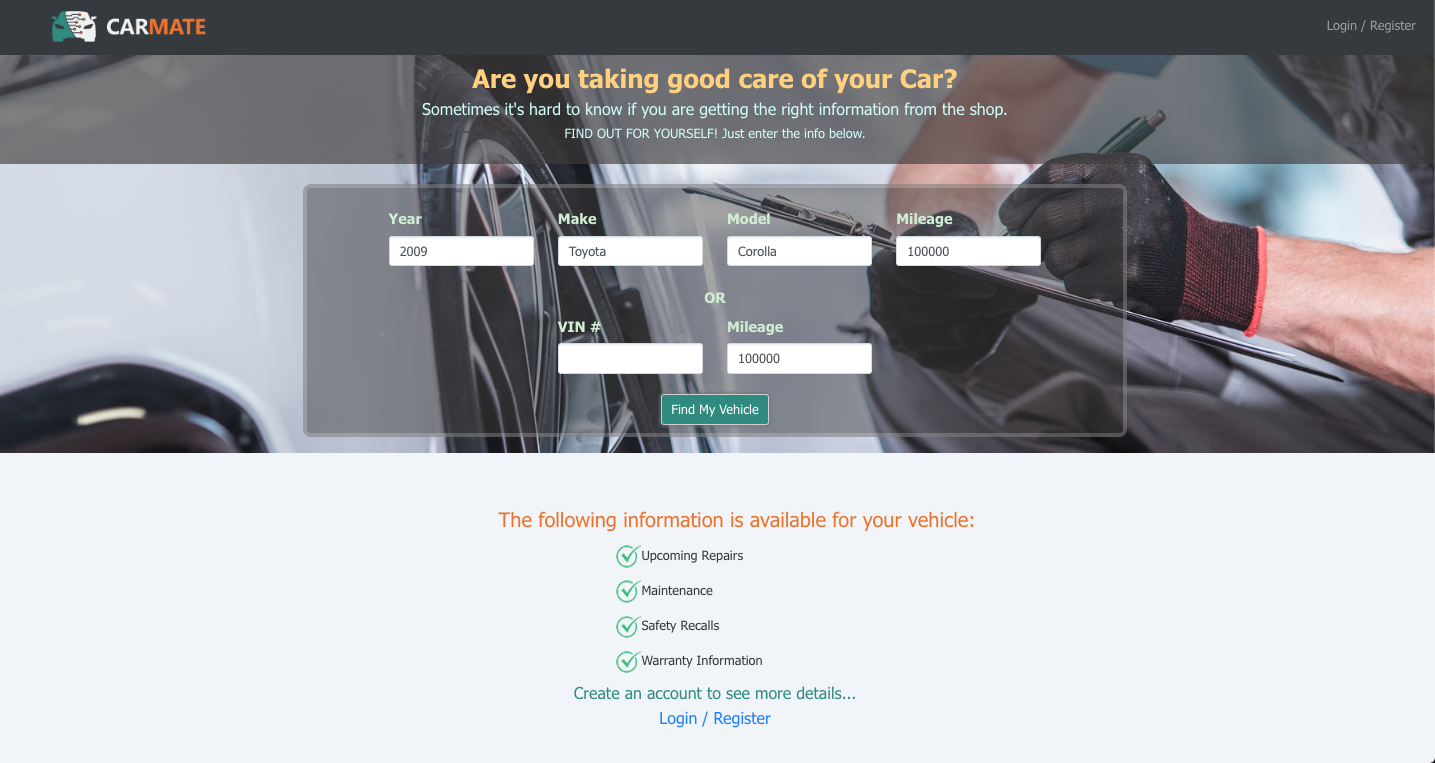 CARMATE
Login / Register
Are you taking good care of your Car?
Sometimes it's hard to know if you are getting the right information from the shop.
FIND OUT FOR YOURSELF! Just enter the info below.
Year Make Model Mileage
2009 Toyota Corolla 100000
OR
VIN # Mileage
100000
Find My Vehicle
The following information is available for your vehicle:
Upcoming Repairs
Maintenance
Safety Recalls
Warranty Information
Create an account to see more details...
Login / Register